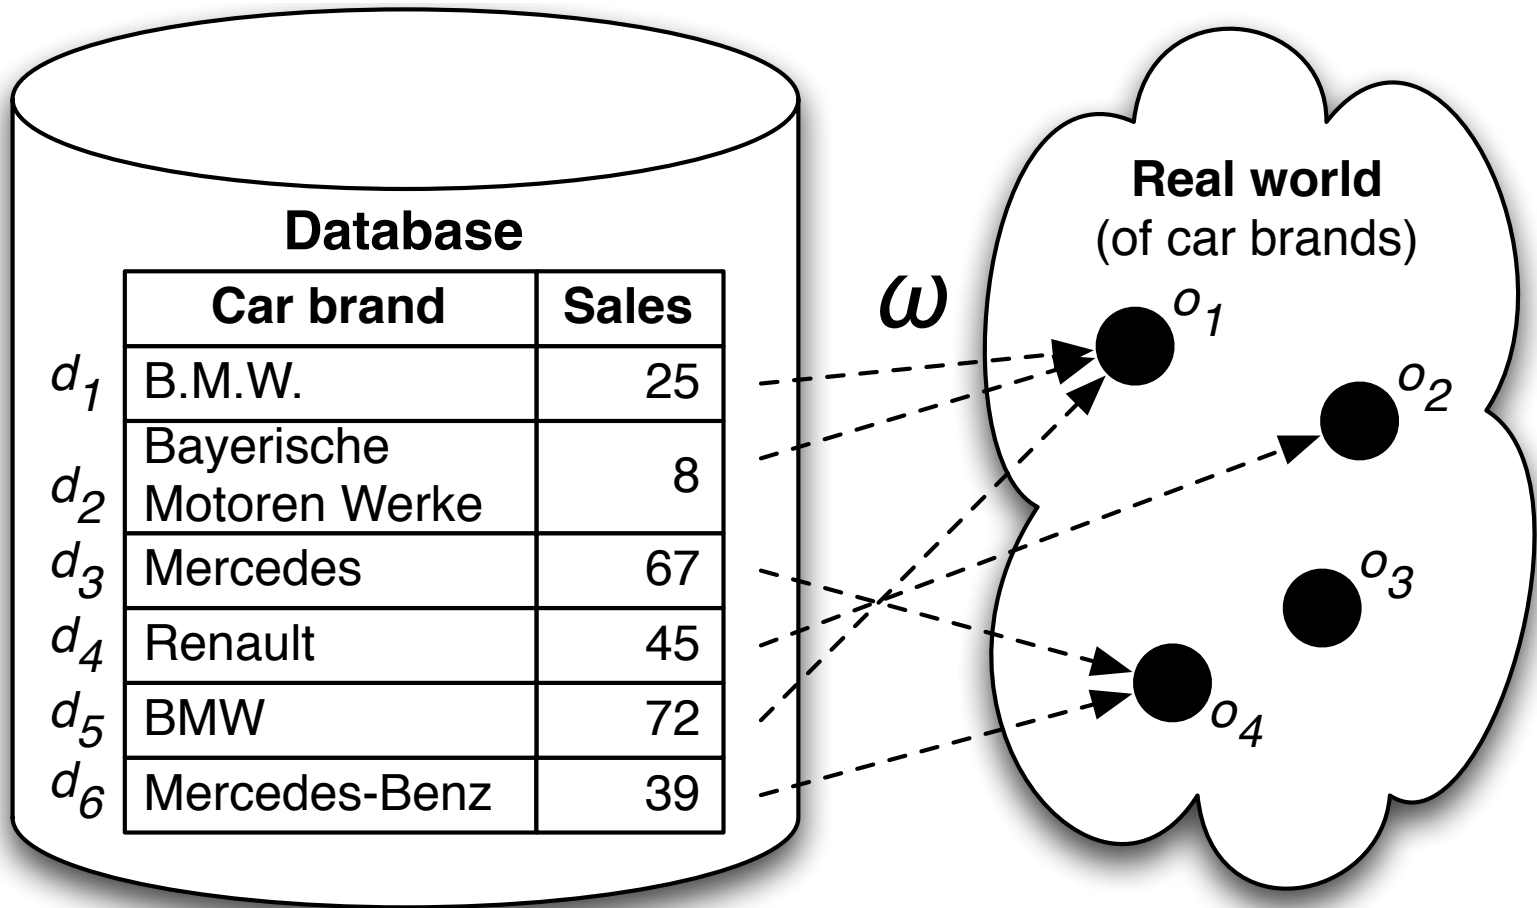 Database
Car brand Sales
d1 B.M.W. 25
d2 Bayerische
Motoren Werke 8
d3 Mercedes 67
d4 Renault 45
d5 BMW 72
d6 Mercedes-Benz 39
ω
Real world
(of car brands)
o1
o2
o3
o4